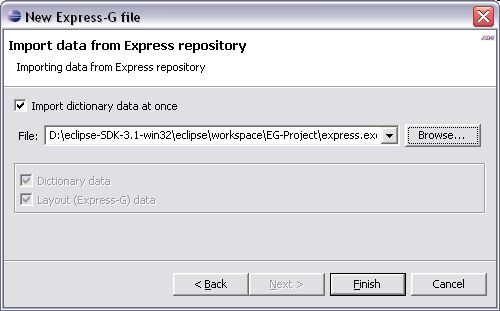 New Express-G file
Import data from Express repository
Importing data from Express repository
Import dictionary data at once
File: D:\eclipse-SDK-3.1-win32\eclipse\workspace\EG-Project\express.exe Browse...
Dictionary data
Layout (Express-G) data
< Back Next > Finish Cancel